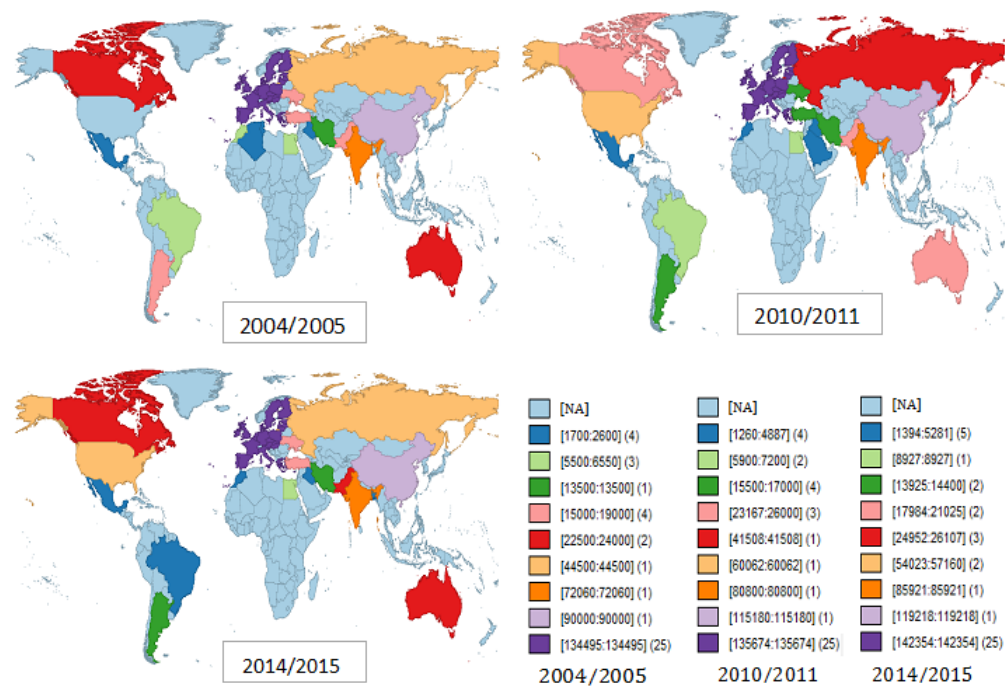 2004/2005
2010/2011
2014/2015
[NA] [NA] [NA]
[1700:2600] (4) [1260:4887] (4) [1394:5281] (5)
[5500:6550] (3) [5900:7200] (2) [8927:8927] (1)
[13500:13500] (1) [15500:17000] (4) [13925:14400] (2)
[15000:19000] (4) [23167:26000] (3) [17984:21025] (2)
[22500:24000] (2) [41508:41508] (1) [24952:26107] (3)
[44500:44500] (1) [60062:60062] (1) [54023:57160] (2)
[72060:72060] (1) [80800:80800] (1) [85921:85921] (1)
[90000:90000] (1) [115180:115180] (1) [119218:119218] (1)
[134495:134495] (25) [135674:135674] (25) [142354:142354] (25)
2004/2005 2010/2011 2014/2015